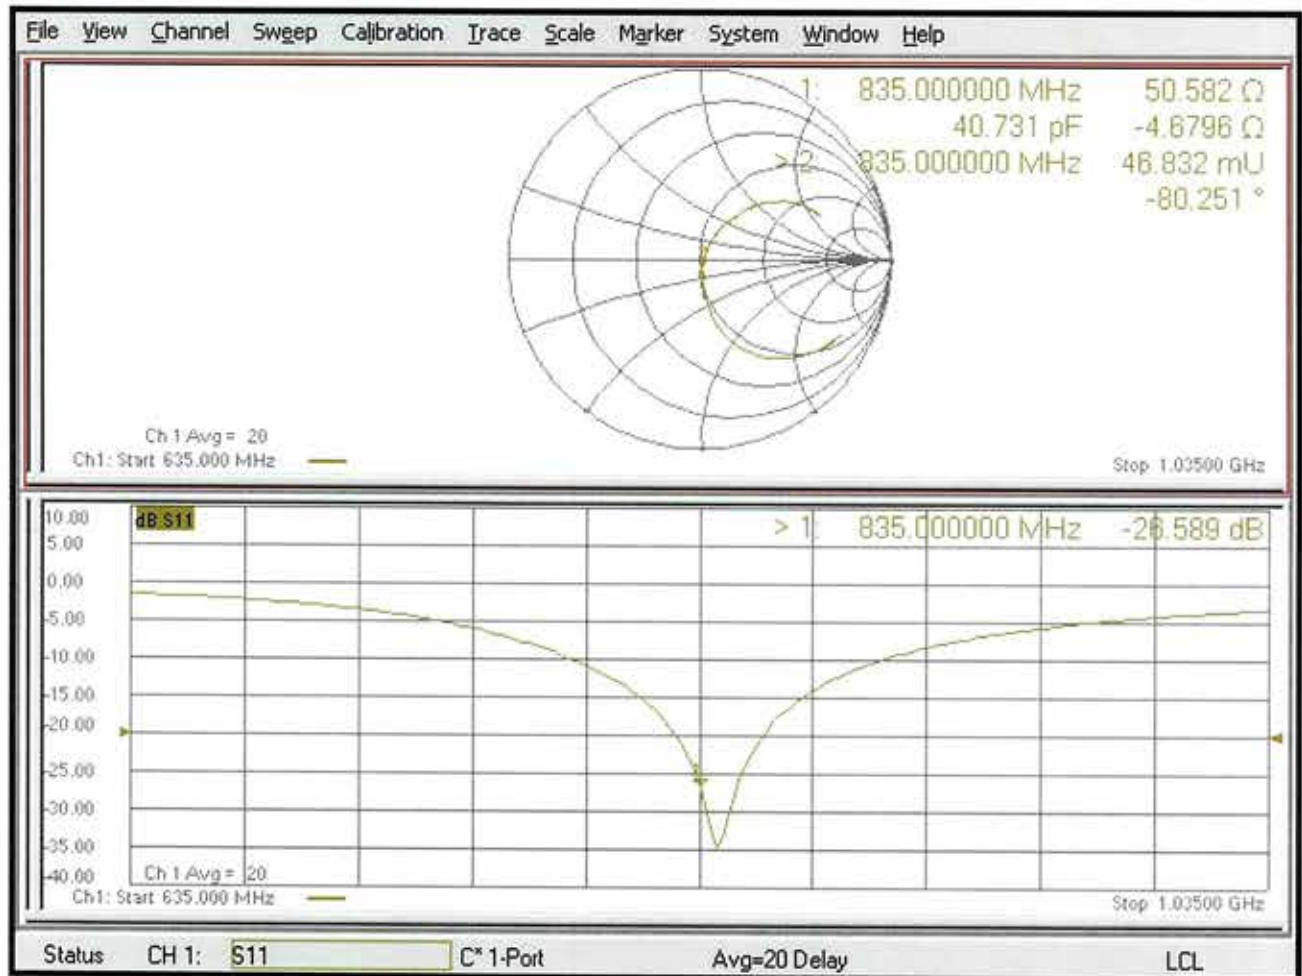 File View Channel Sweep Calibration Trace Scale Marker System Window Help
1: 835.000000 MHz 50.582 Ω
40.731 pF -4.6796 Ω
> 2: 835.000000 MHz 46.832 mU
-80.251 °
Ch 1 Avg = 20
Ch1: Start 635.000 MHz
Stop 1.03500 GHz
10.00
dB S11
> 1: 835.000000 MHz -26.589 dB
5.00
0.00
-5.00
-10.00
-15.00
-20.00
-25.00
-30.00
-35.00
-40.00
Ch 1 Avg = 20
Ch1: Start 635.000 MHz
Stop 1.03500 GHz
Status CH 1: S11 C* 1-Port Avg=20 Delay LCL